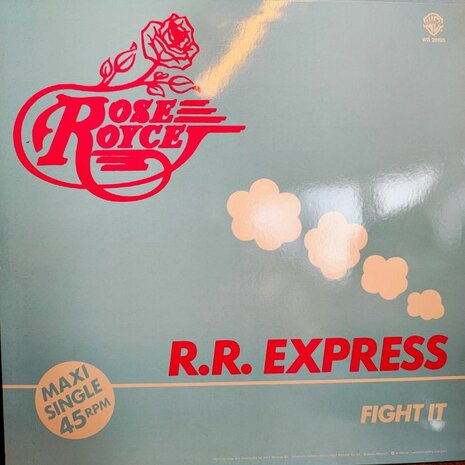 ROSE
ROYCE
R.R. EXPRESS
MAXI
SINGLE
45 RPM
FIGHT IT